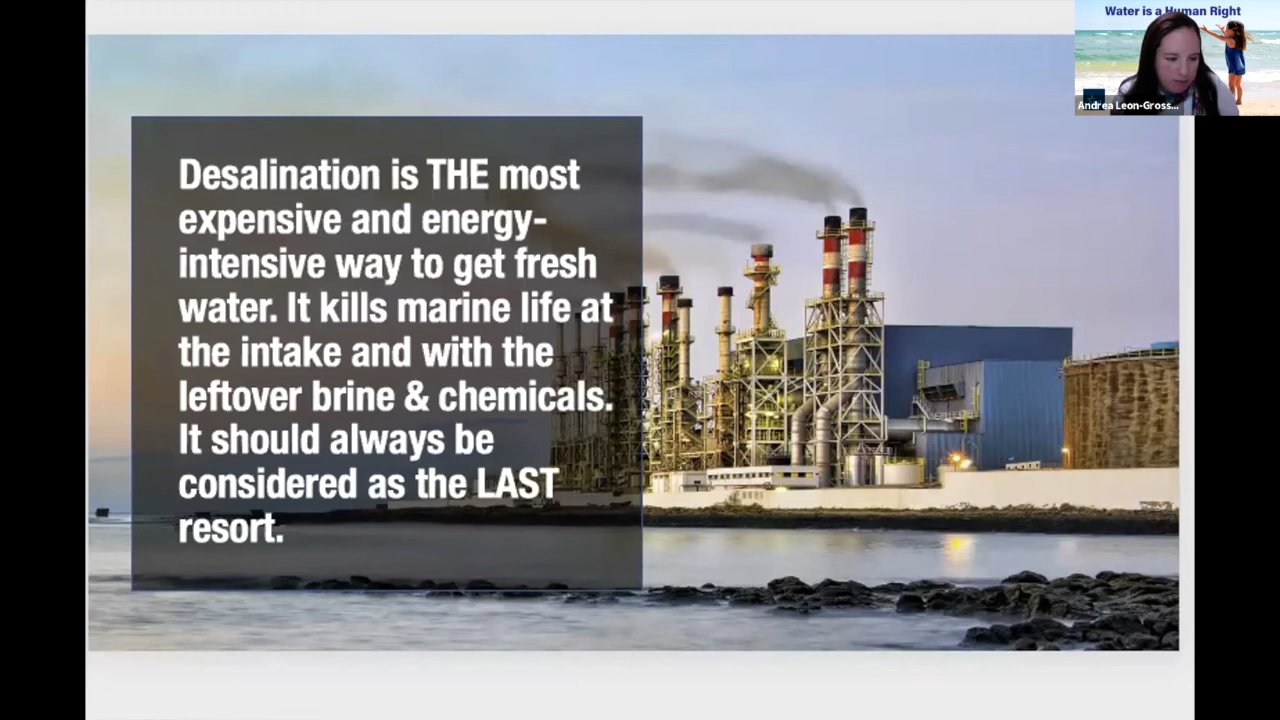 Water is a Human Right
Andrea Leon-Gross...
Desalination is THE most
expensive and energy-
intensive way to get fresh
water. It kills marine life at
the intake and with the
leftover brine & chemicals.
It should always be
considered as the LAST
resort.